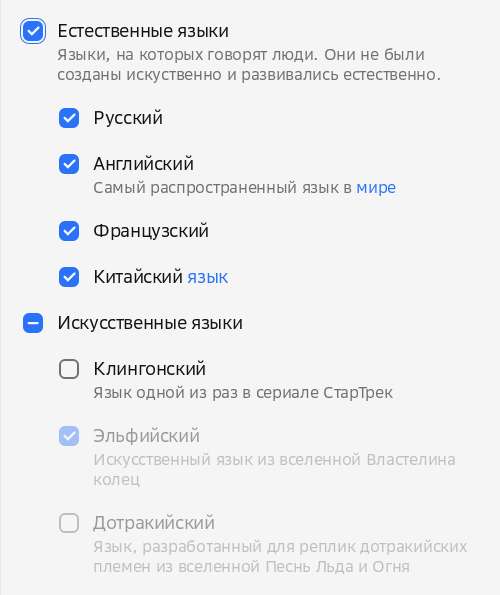 Естественные языки
Языки, на которых говорят люди. Они не были
созданы искуственно и развивались естественно.
Русский
Английский
Самый распространенный язык в мире
Французский
Китайский язык
Искусственные языки
Клингонский
Язык одной из раз в сериале СтарТрек
Эльфийский
Искусственный язык из вселенной Властелина
колец
Дотракийский
Язык, разработанный для реплик дотракийских
племен из вселенной Песнь Льда и Огня